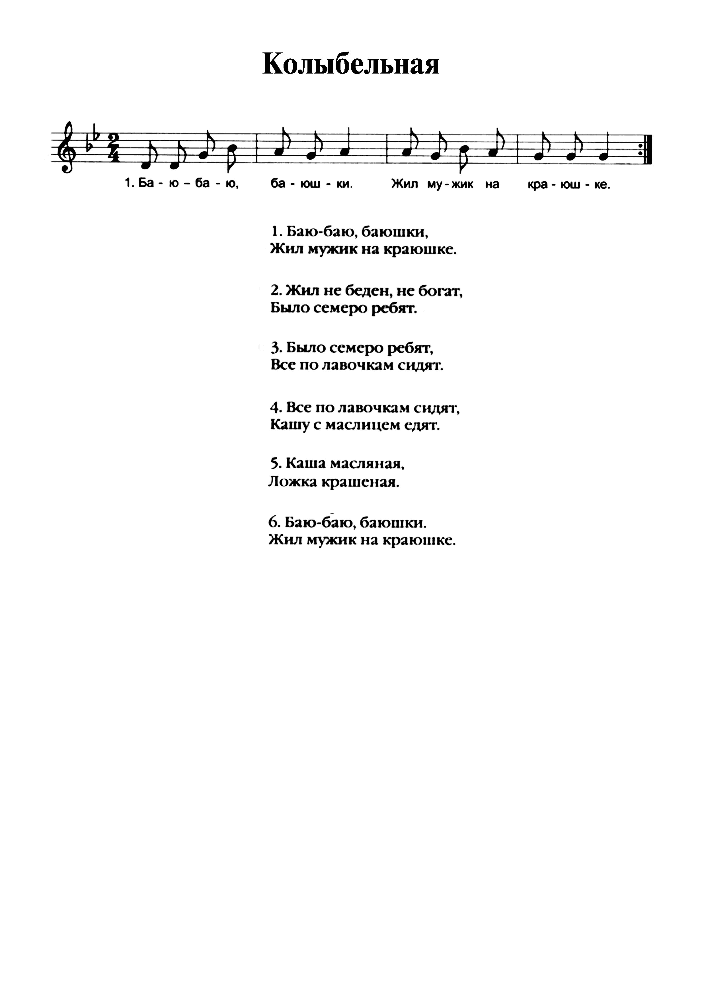 Колыбельная
2
4
1. Ба - ю - ба - ю, ба - юш - ки. Жил му - жик на кра - юш - ке.
1. Баю-баю, баюшки,
Жил мужик на краюшке.
2. Жил не беден, не богат,
Было семеро ребят.
3. Было семеро ребят,
Все по лавочкам сидят.
4. Все по лавочкам сидят,
Кашу с маслицем едят.
5. Каша масляная,
Ложка крашеная.
6. Баю-баю, баюшки.
Жил мужик на краюшке.